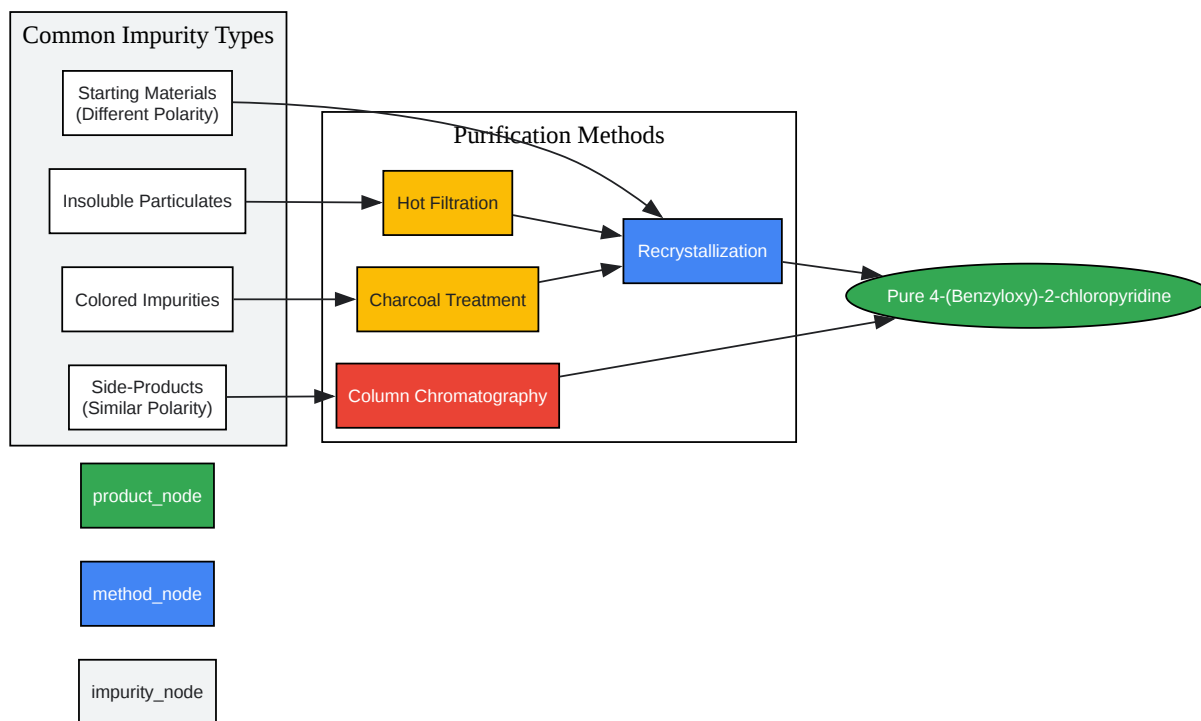 Common Impurity Types
Starting Materials
(Different Polarity)
Insoluble Particulates
Colored Impurities
Side-Products
(Similar Polarity)
Purification Methods
Hot Filtration
Charcoal Treatment
Column Chromatography
Recrystallization
Pure 4-(Benzyloxy)-2-chloropyridine
product_node
method_node
impurity_node